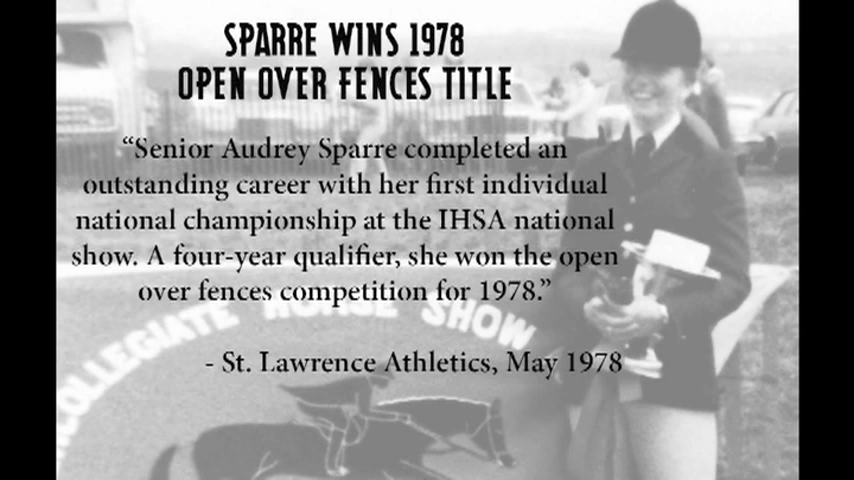 SPARRE WINS 1978
OPEN OVER FENCES TITLE
“Senior Audrey Sparre completed an
outstanding career with her first individual
national championship at the IHSA national
show. A four-year qualifier, she won the open
over fences competition for 1978.”
- St. Lawrence Athletics, May 1978
COLLEGIATE HORSE SHOW